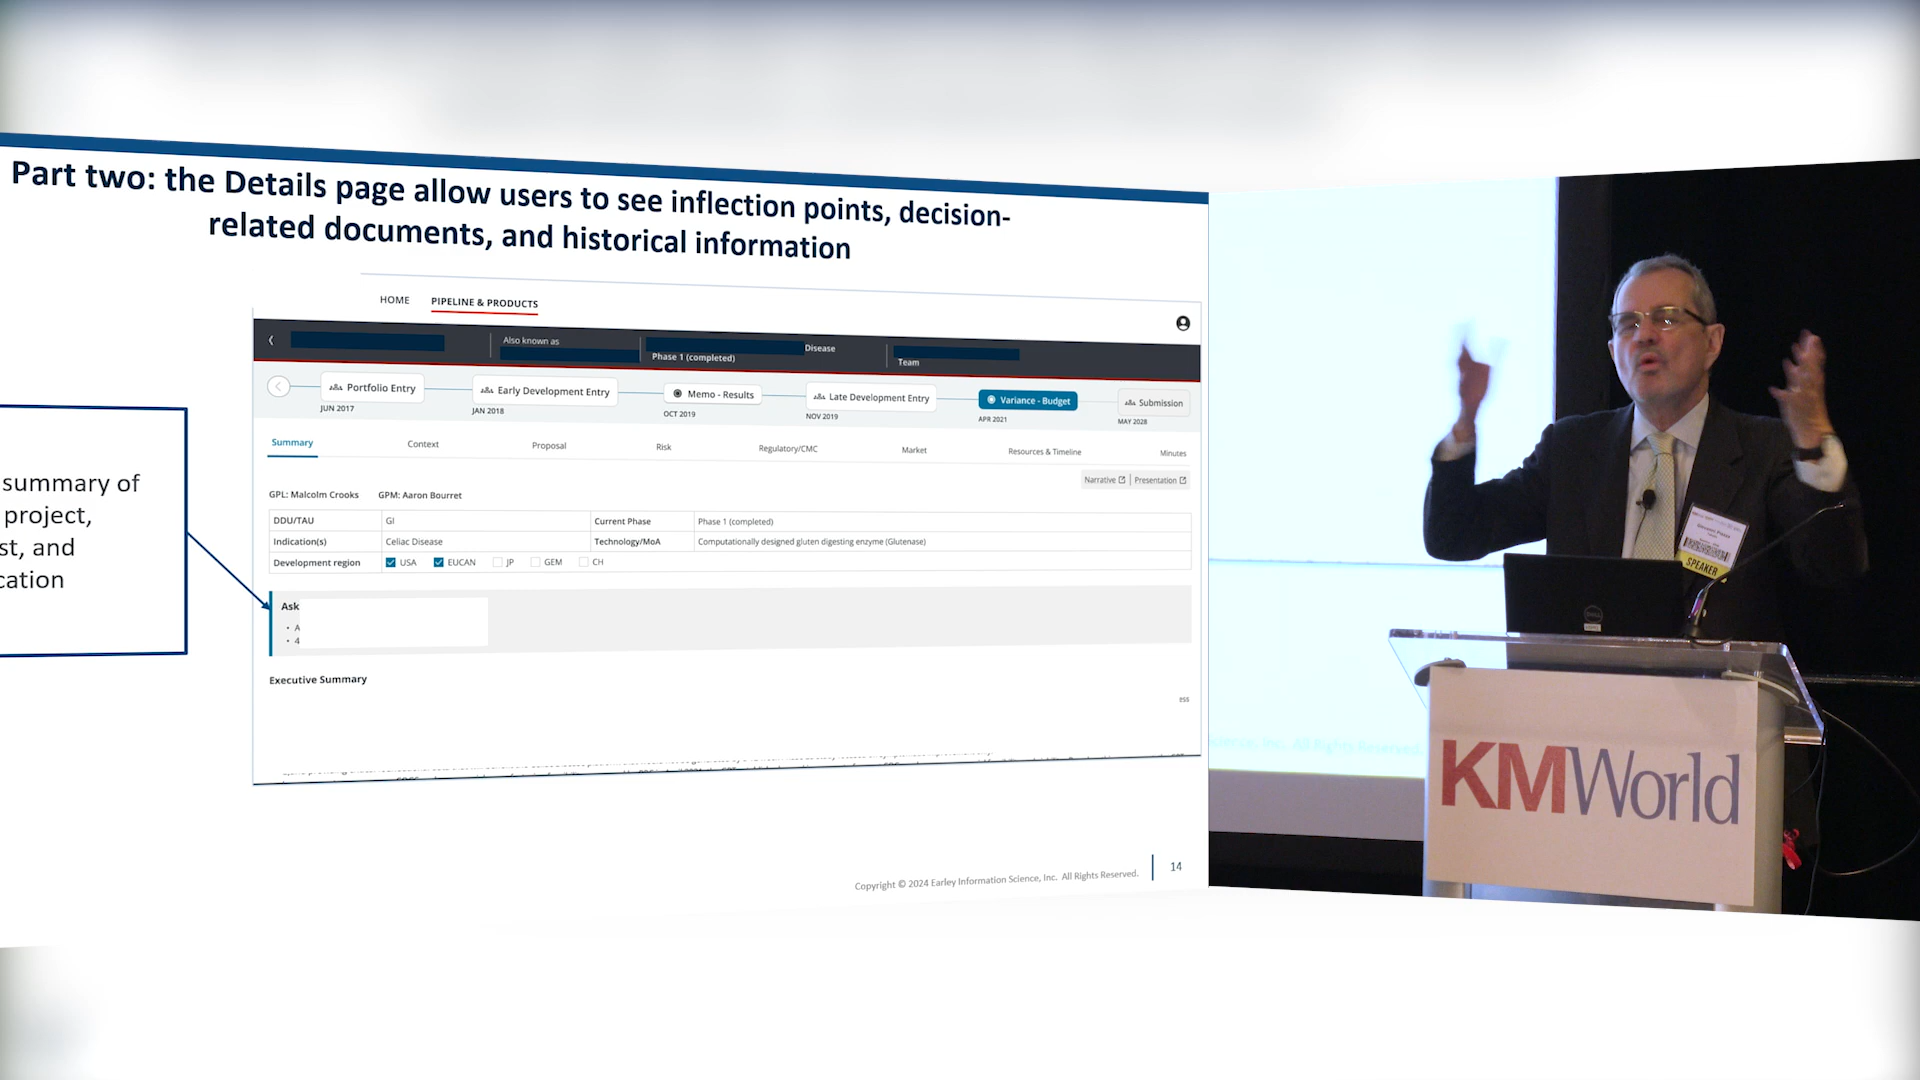 Part two: the Details page allow users to see inflection points, decision-
related documents, and historical information
HOME PIPELINE & PRODUCTS
Also known as
Phase 1 (completed)
Disease
Team
Portfolio Entry
JUN 2017
Early Development Entry
JAN 2018
Memo - Results
OCT 2019
Late Development Entry
NOV 2019
Variance - Budget
APR 2021
Submission
MAY 2028
Summary Context Proposal Risk Regulatory/CMC Market Resources & Timeline Minutes
Narrative | Presentation
GPL: Malcolm Crooks GPM: Aaron Bourret
DDU/TAU GI Current Phase Phase 1 (completed)
Indication(s) Celiac Disease Technology/MoA Computationally designed gluten digesting enzyme (Glutenase)
Development region USA EUCAN JP GEM CH
summary of
project,
st, and
cation
Ask
• A
• 4
Executive Summary
ess
Copyright © 2024 Earley Information Science, Inc. All Rights Reserved.
14
SPEAKER
DELL
KMWorld